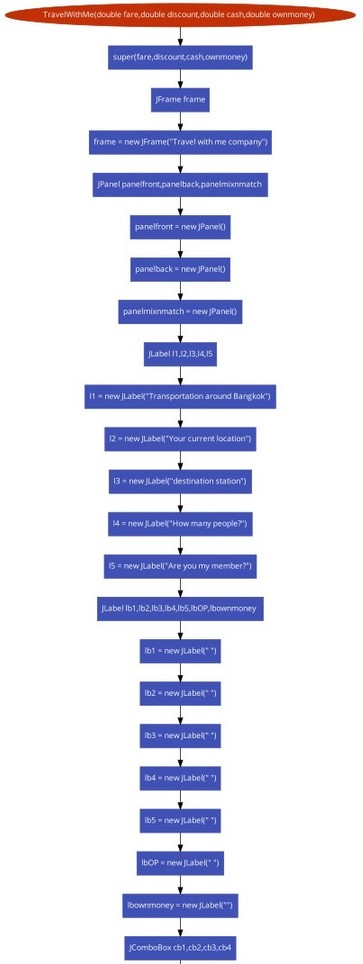 TravelWithMe(double fare,double discount,double cash,double ownmoney)
super(fare,discount,cash,ownmoney)
JFrame frame
frame = new JFrame("Travel with me company")
JPanel panelfront,panelback,panelmixnmatch
panelfront = new JPanel()
panelback = new JPanel()
panelmixnmatch = new JPanel()
JLabel l1,l2,l3,l4,l5
l1 = new JLabel("Transportation around Bangkok")
l2 = new JLabel("Your current location")
l3 = new JLabel("destination station")
l4 = new JLabel("How many people?")
l5 = new JLabel("Are you my member?")
JLabel lb1,lb2,lb3,lb4,lb5,lbOP,lbownmoney
lb1 = new JLabel(" ")
lb2 = new JLabel(" ")
lb3 = new JLabel(" ")
lb4 = new JLabel(" ")
lb5 = new JLabel(" ")
lbOP = new JLabel(" ")
lbownmoney = new JLabel("")
JComboBox cb1,cb2,cb3,cb4